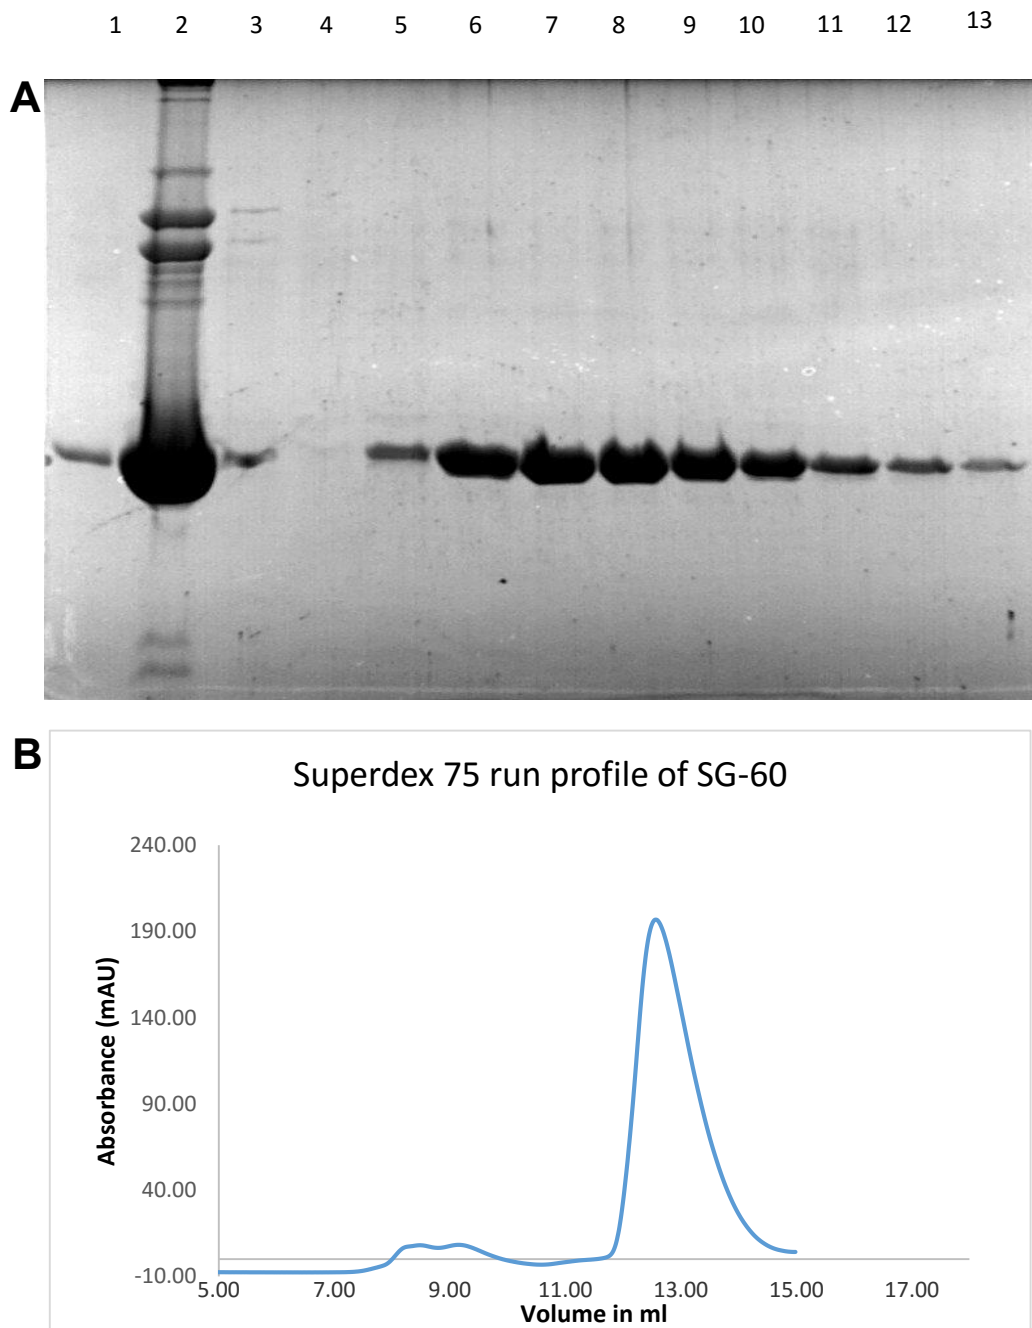 1 2 3 4 5 6 7 8 9 10 11 12 13
A
B
Superdex 75 run profile of SG-60
240.00
190.00
140.00
90.00
40.00
-10.00
Absorbance (mAU)
5.00 7.00 9.00 11.00 13.00 15.00 17.00
Volume in ml